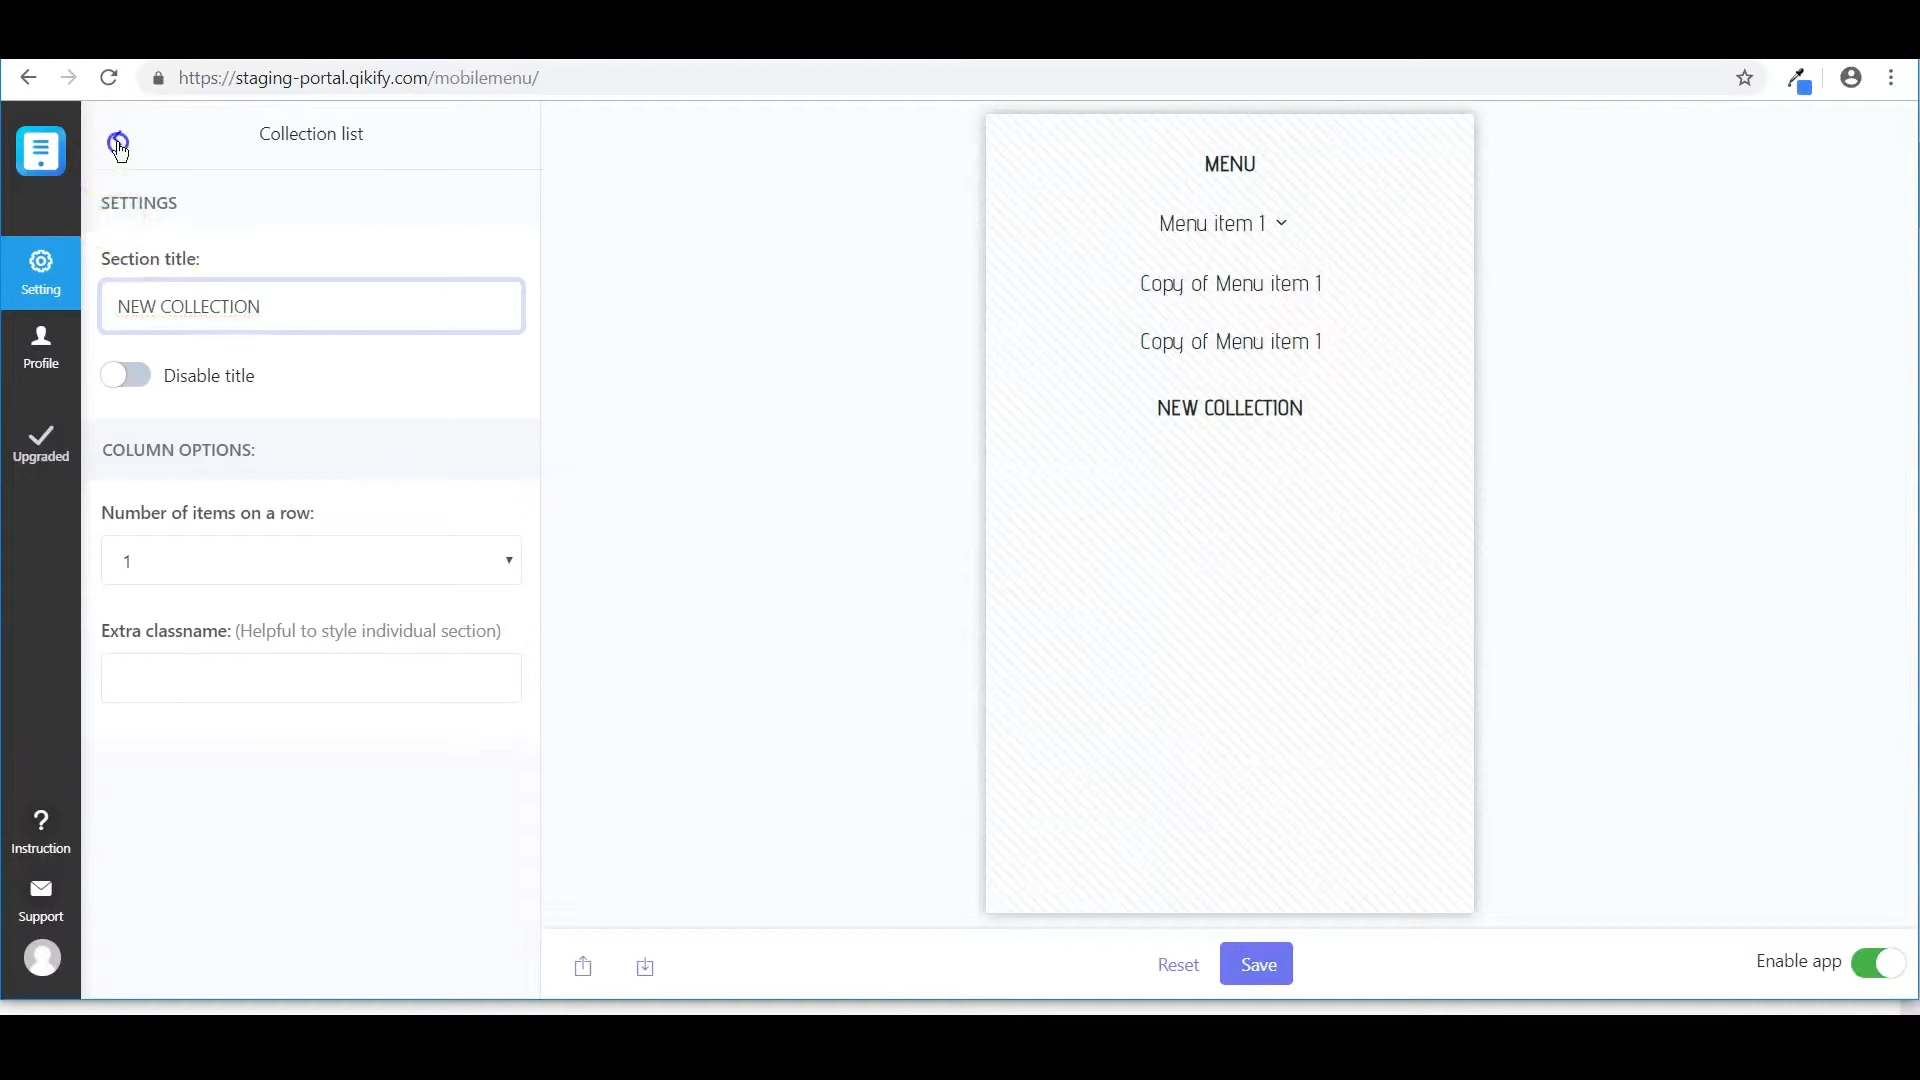 https://staging-portal.qikify.com/mobilemenu/
Collection list
SETTINGS
Section title:
NEW COLLECTION
Disable title
COLUMN OPTIONS:
Number of items on a row:
1
Extra classname: (Helpful to style individual section)
Setting
Profile
Upgraded
Instruction
Support
MENU
Menu item 1
Copy of Menu item 1
Copy of Menu item 1
NEW COLLECTION
Reset
Save
Enable app